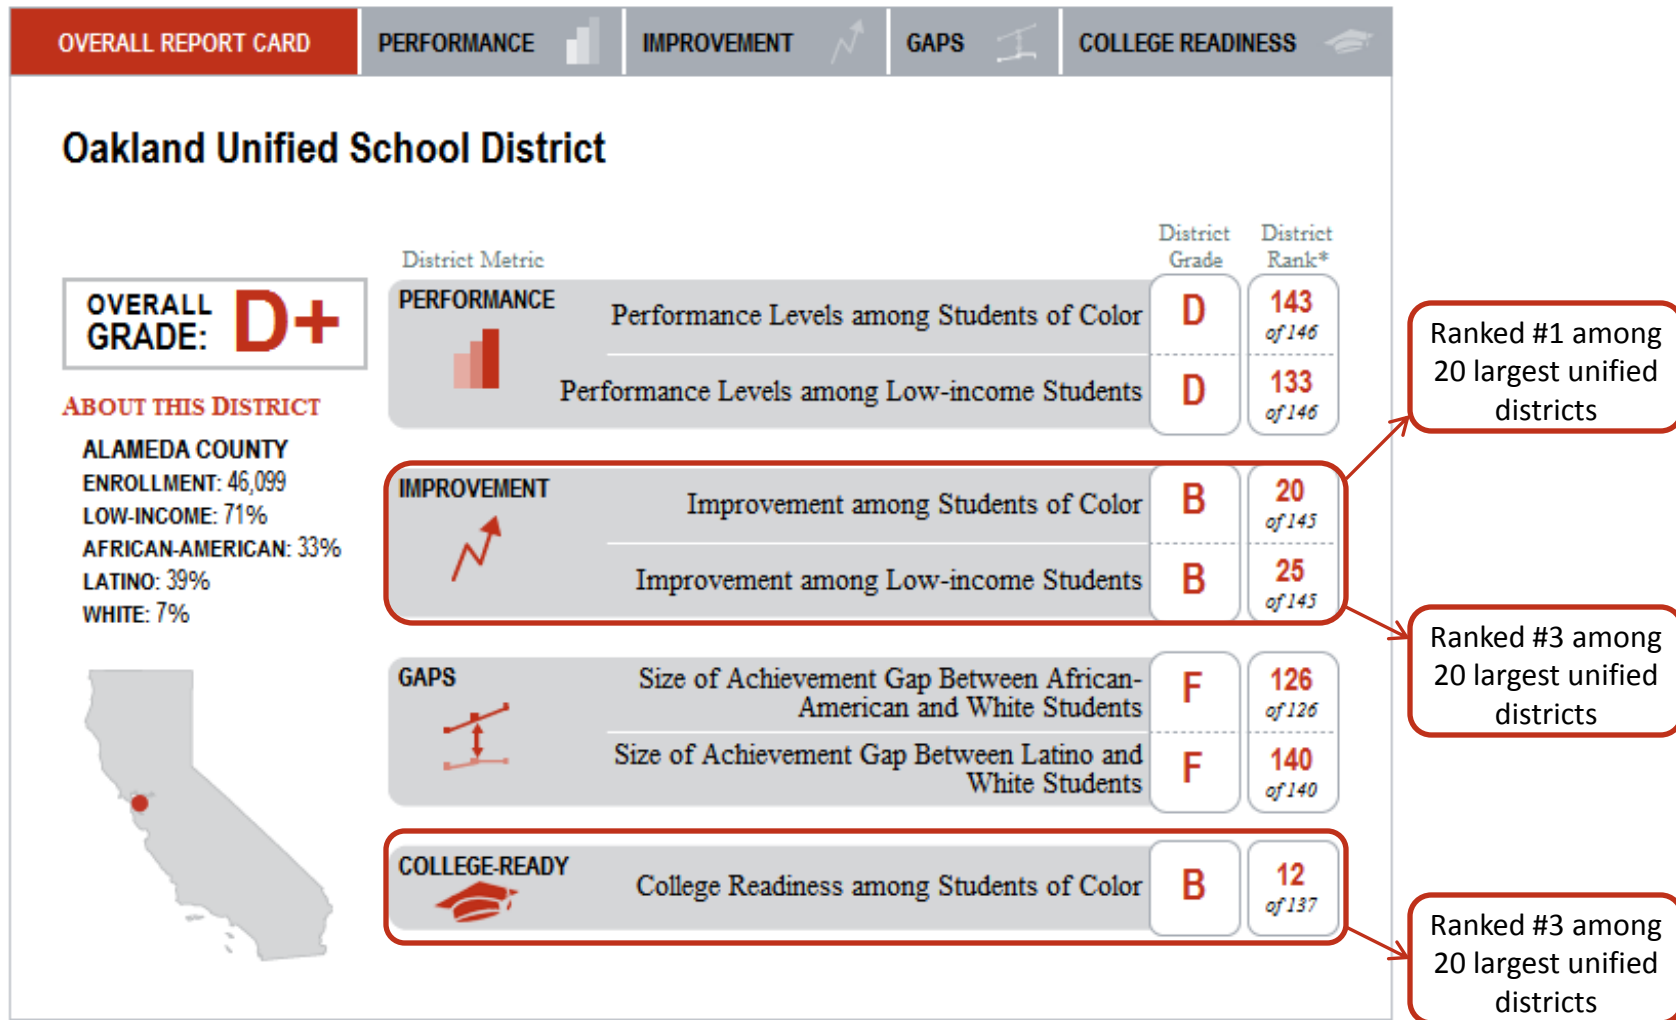 OVERALL REPORT CARD
PERFORMANCE
IMPROVEMENT
GAPS
COLLEGE READINESS
Oakland Unified School District
OVERALL
GRADE:
D+
ABOUT THIS DISTRICT
ALAMEDA COUNTY
ENROLLMENT: 46,099
LOW-INCOME: 71%
AFRICAN-AMERICAN: 33%
LATINO: 39%
WHITE: 7%
District Metric
District
Grade
District
Rank*
PERFORMANCE
Performance Levels among Students of Color
D
143
of 146
Performance Levels among Low-income Students
D
133
of 146
IMPROVEMENT
Improvement among Students of Color
B
20
of 145
Improvement among Low-income Students
B
25
of 145
GAPS
Size of Achievement Gap Between African-
American and White Students
F
126
of 126
Size of Achievement Gap Between Latino and
White Students
F
140
of 140
COLLEGE-READY
College Readiness among Students of Color
B
12
of 137
Ranked #1 among
20 largest unified
districts
Ranked #3 among
20 largest unified
districts
Ranked #3 among
20 largest unified
districts